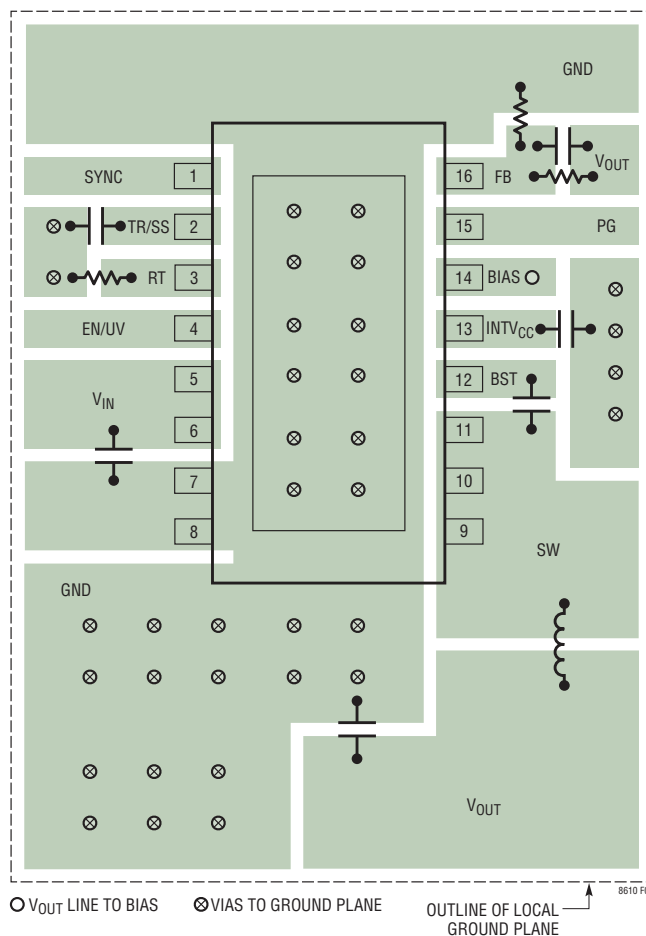 GND
SYNC 1
16 FB
VOUT
TR/SS 2
15 PG
RT 3
14 BIAS
EN/UV 4
13 INTVCC
5
12 BST
VIN
6
11
7
10
8
9
SW
GND
VOUT
VOUT LINE TO BIAS
VIAS TO GROUND PLANE
OUTLINE OF LOCAL
GROUND PLANE